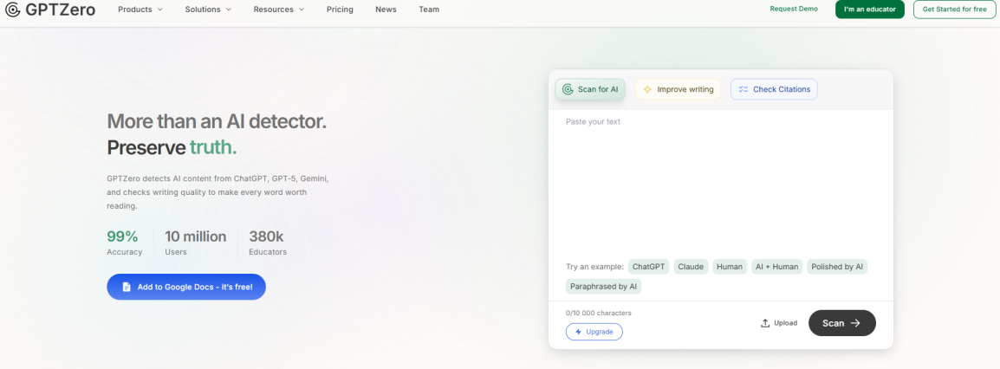 GPTZero Products Solutions Resources Pricing News Team Request Demo I'm an educator Get Started for free
More than an AI detector.
Preserve truth.
GPTZero detects AI content from ChatGPT, GPT-5, Gemini,
and checks writing quality to make every word worth
reading.
99% 10 million 380k
Accuracy Users Educators
Add to Google Docs - it's free!
Scan for AI Improve writing Check Citations
Paste your text
Try an example: ChatGPT Claude Human AI + Human Polished by AI
Paraphrased by AI
0/10 000 characters
Upgrade
Upload Scan